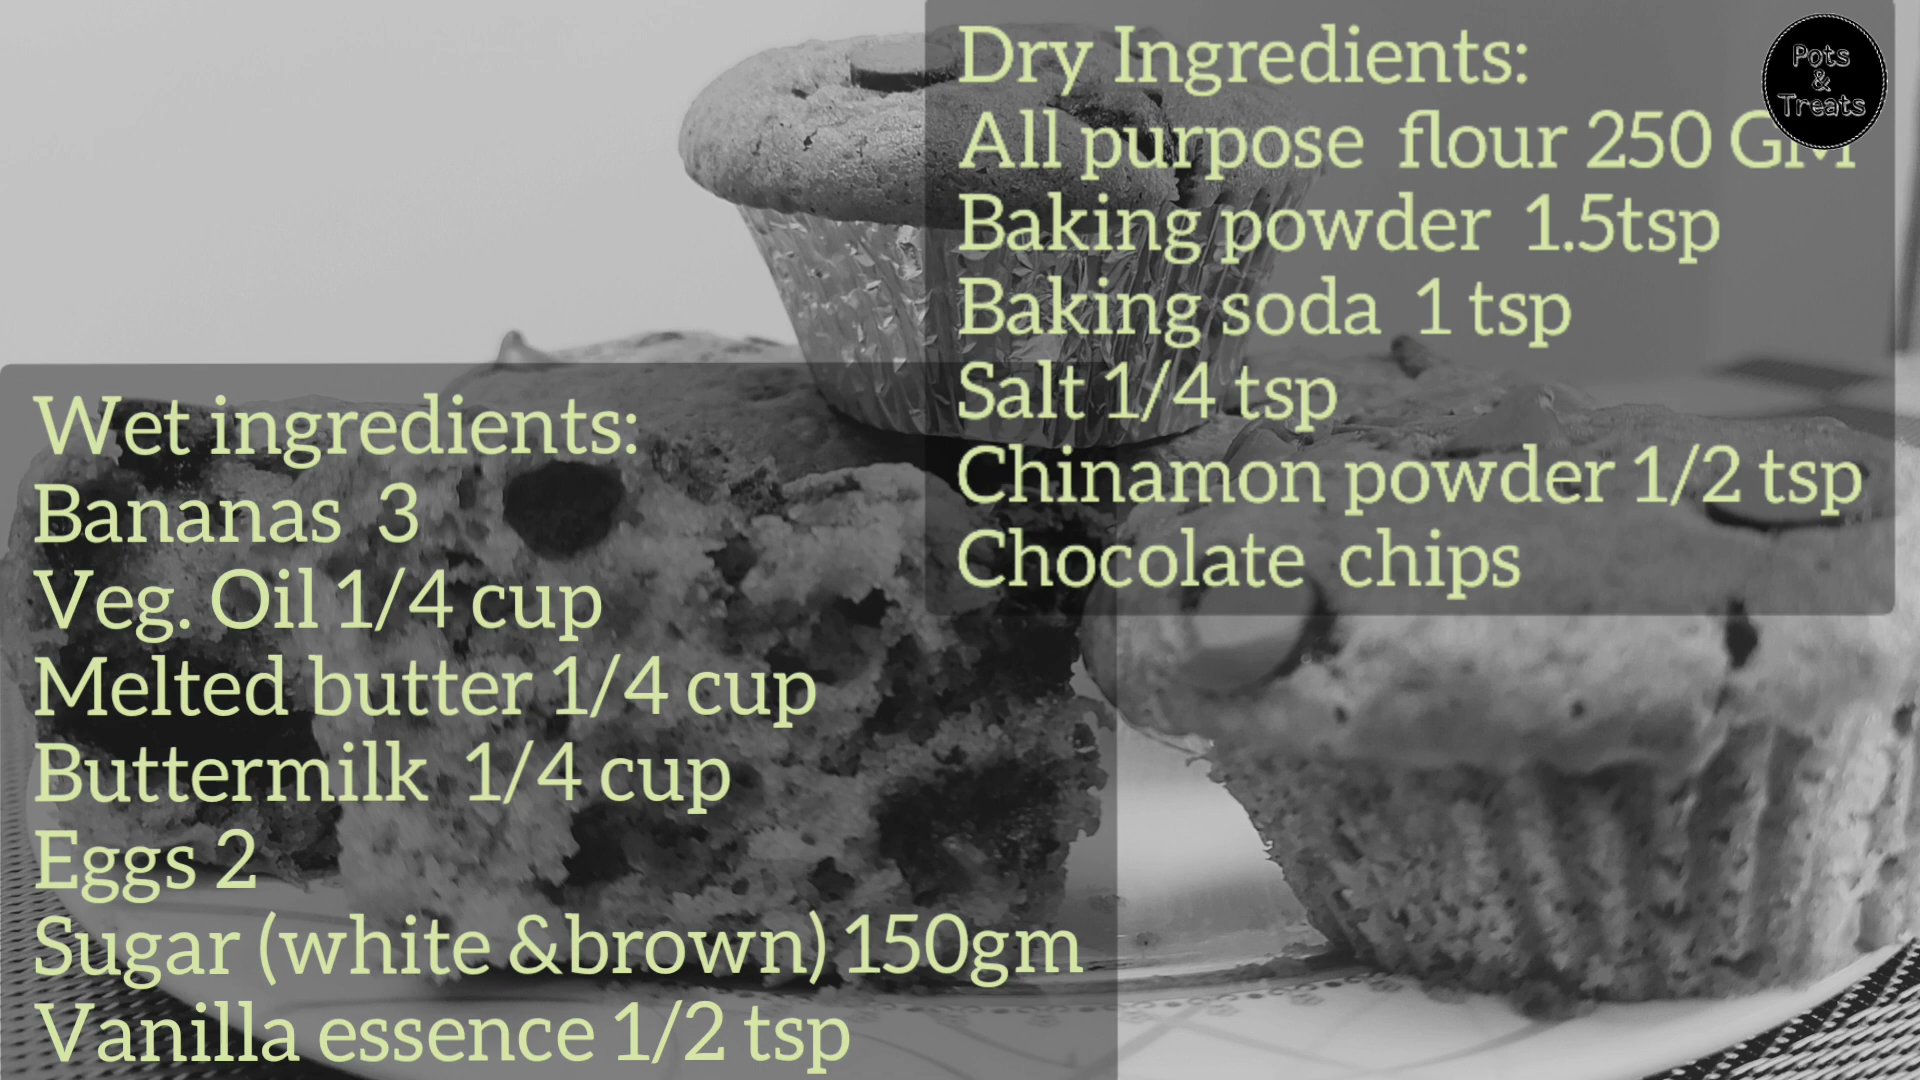 Dry Ingredients:
All purpose flour 250 GM
Baking powder 1.5tsp
Baking soda 1 tsp
Salt 1/4 tsp
Chinamon powder 1/2 tsp
Chocolate chips
Pots
&
Treats
Wet ingredients:
Bananas 3
Veg. Oil 1/4 cup
Melted butter 1/4 cup
Buttermilk 1/4 cup
Eggs 2
Sugar (white &brown) 150gm
Vanilla essence 1/2 tsp